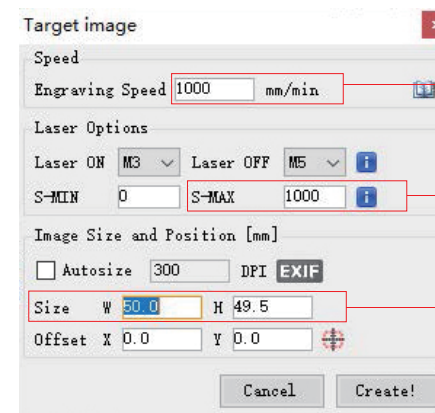 Target image
Speed
Engraving Speed 1000 mm/min
Laser Options
Laser ON M3 Laser OFF M5
S-MIN 0 S-MAX 1000
Image Size and Position [mm]
Autosize 300 DPI EXIF
Size W 50.0 H 49.5
Offset X 0.0 Y 0.0
Cancel Create!